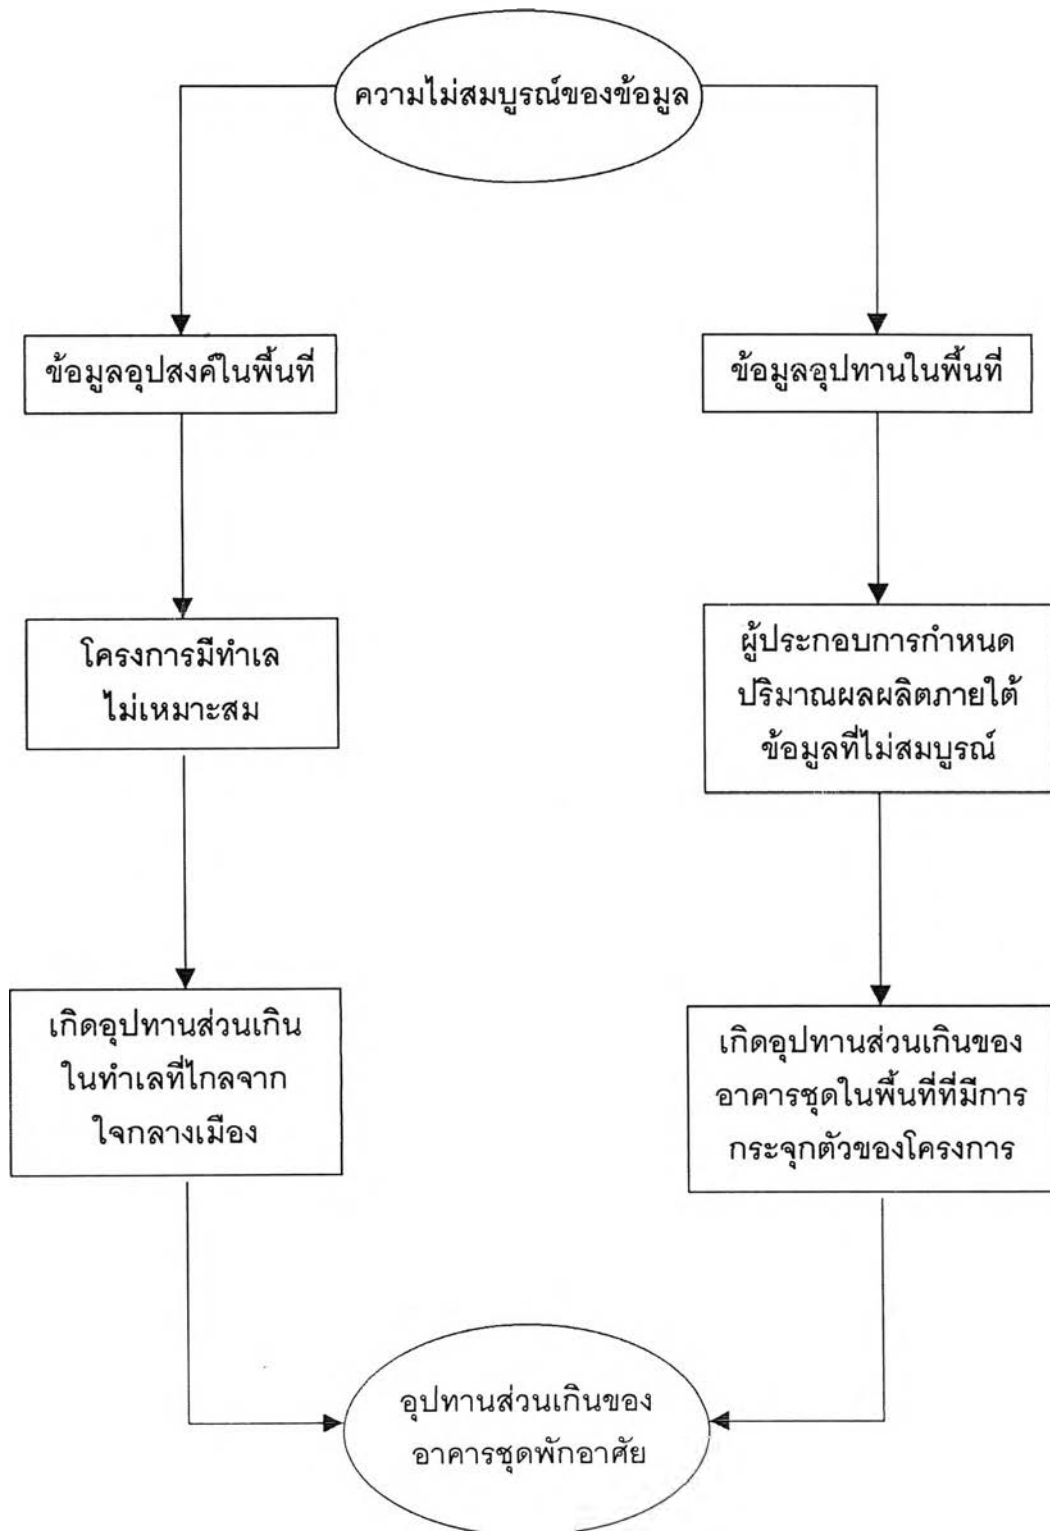 ความไม่สมบูรณ์ของข้อมูล
ข้อมูลอุปสงค์ในพื้นที่
ข้อมูลอุปทานในพื้นที่
โครงการมีทำเล
ไม่เหมาะสม
ผู้ประกอบการกำหนด
ปริมาณผลผลิตภายใต้
ข้อมูลที่ไม่สมบูรณ์
เกิดอุปทานส่วนเกิน
ในทำเลที่ไกลจาก
ใจกลางเมือง
เกิดอุปทานส่วนเกินของ
อาคารชุดในพื้นที่ที่มีการ
กระจุกตัวของโครงการ
อุปทานส่วนเกินของ
อาคารชุดพักอาศัย